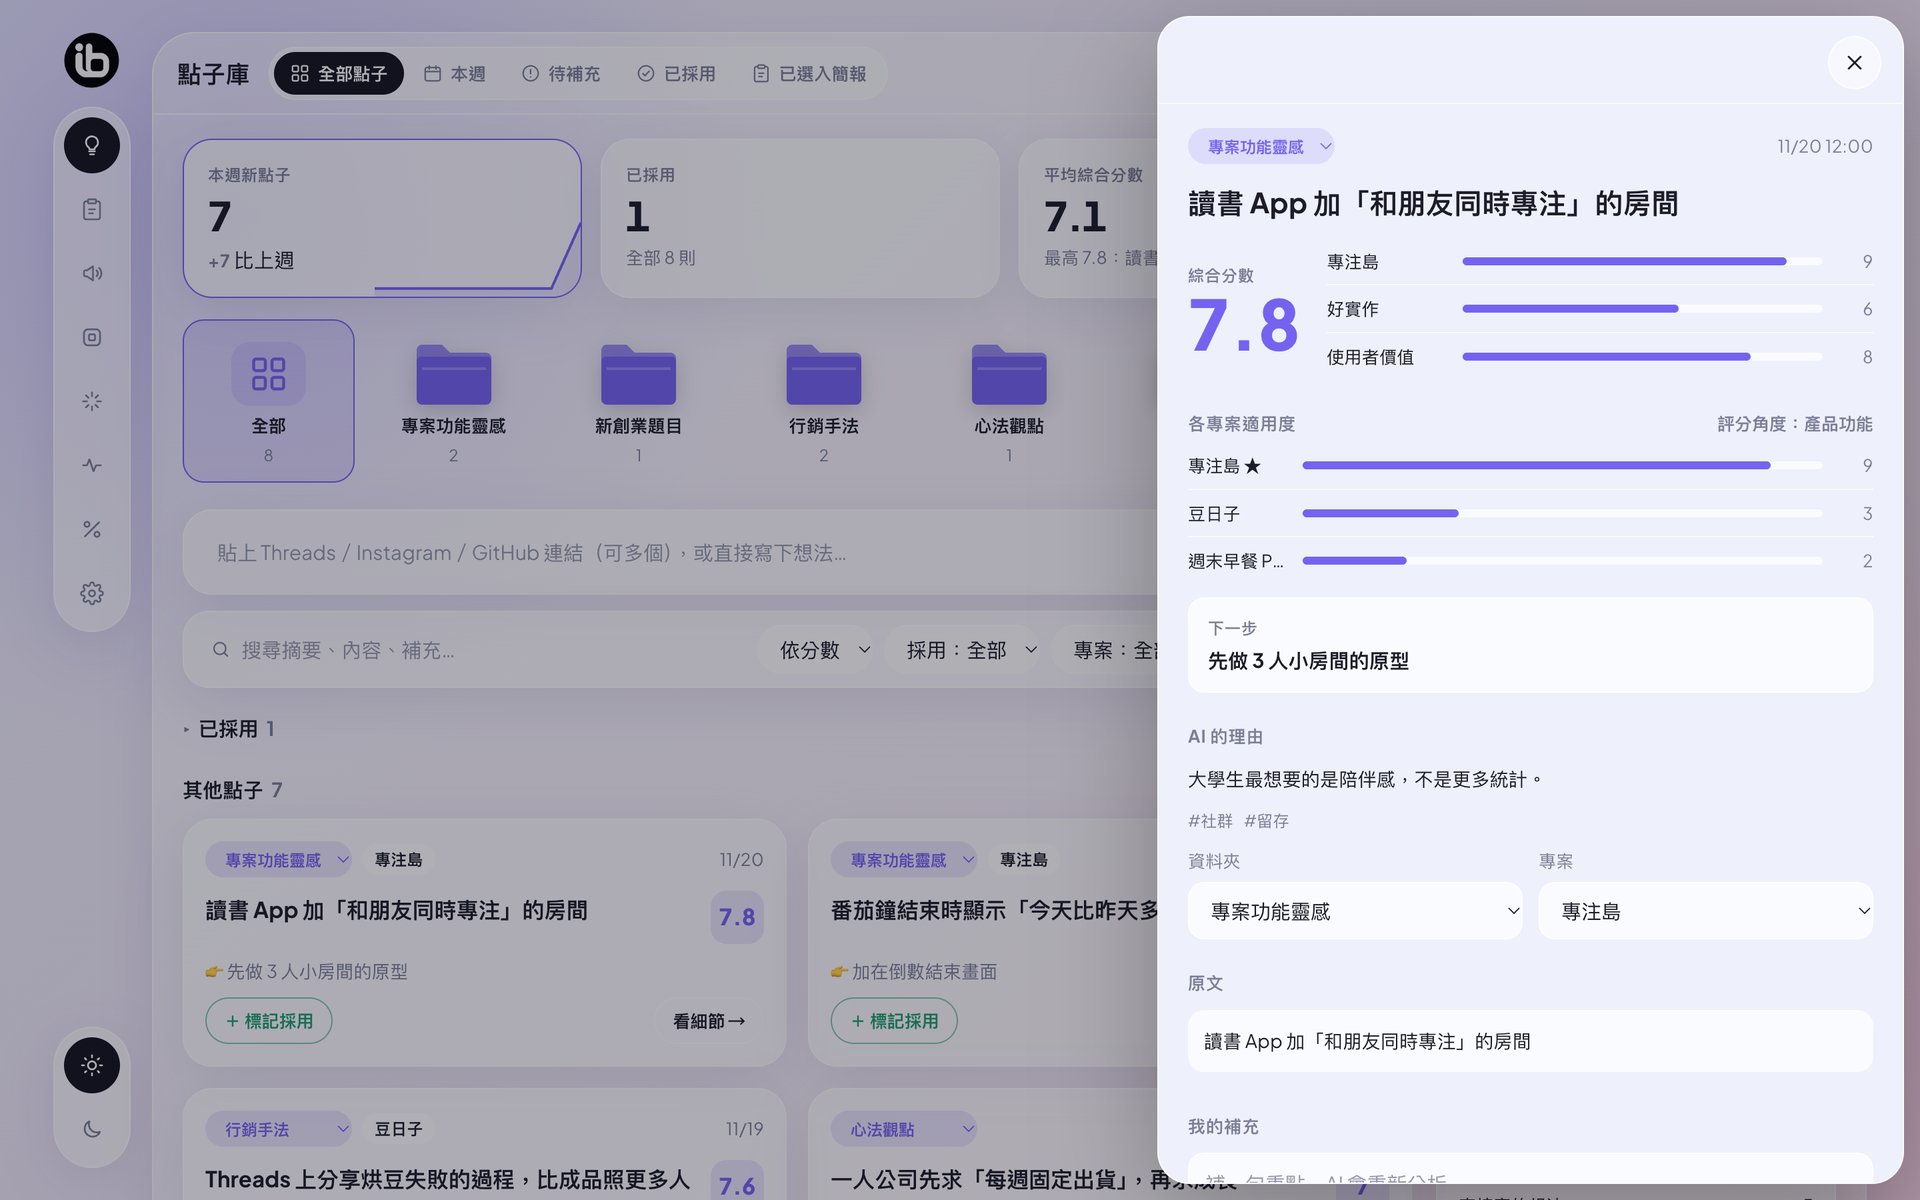 ib
點子庫
全部點子
本週
待補充
已採用
已選入簡報
本週新點子
7
+7 比上週
已採用
1
全部 8 則
平均綜合分數
7.1
最高 7.8：讀書
全部
8
專案功能靈感
2
新創業題目
1
行銷手法
2
心法觀點
1
貼上 Threads / Instagram / GitHub 連結（可多個），或直接寫下想法...
搜尋摘要、內容、補充...
依分數
採用：全部
專案：全
已採用 1
其他點子 7
專案功能靈感
專注島
11/20
讀書 App 加「和朋友同時專注」的房間
7.8
👉 先做 3 人小房間的原型
+ 標記採用
看細節→
專案功能靈感
專注島
番茄鐘結束時顯示「今天比昨天多
👉 加在倒數結束畫面
+ 標記採用
行銷手法
豆日子
11/19
Threads 上分享烘豆失敗的過程，比成品照更多人
7.6
心法觀點
一人公司先求「每週固定出貨」，再
專案功能靈感
11/20 12:00
讀書 App 加「和朋友同時專注」的房間
綜合分數
7.8
專注島
9
好實作
6
使用者價值
8
各專案適用度
評分角度：產品功能
專注島 ★
9
豆日子
3
週末早餐 P...
2
下一步
先做 3 人小房間的原型
AI 的理由
大學生最想要的是陪伴感，不是更多統計。
#社群 #留存
資料夾
專案
專案功能靈感
專注島
原文
讀書 App 加「和朋友同時專注」的房間
我的補充